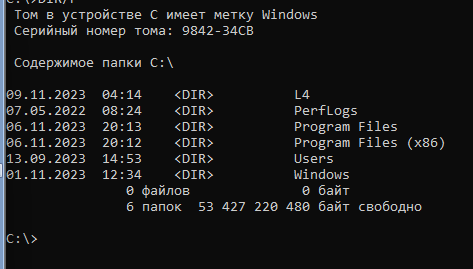 Том в устройстве C имеет метку Windows
Серийный номер тома: 9842-34CB
Содержимое папки C:\
09.11.2023 04:14 <DIR> L4
07.05.2022 08:24 <DIR> PerfLogs
06.11.2023 20:13 <DIR> Program Files
06.11.2023 20:12 <DIR> Program Files (x86)
13.09.2023 14:53 <DIR> Users
01.11.2023 12:34 <DIR> Windows
0 файлов 0 байт
6 папок 53 427 220 480 байт свободно
C:\>